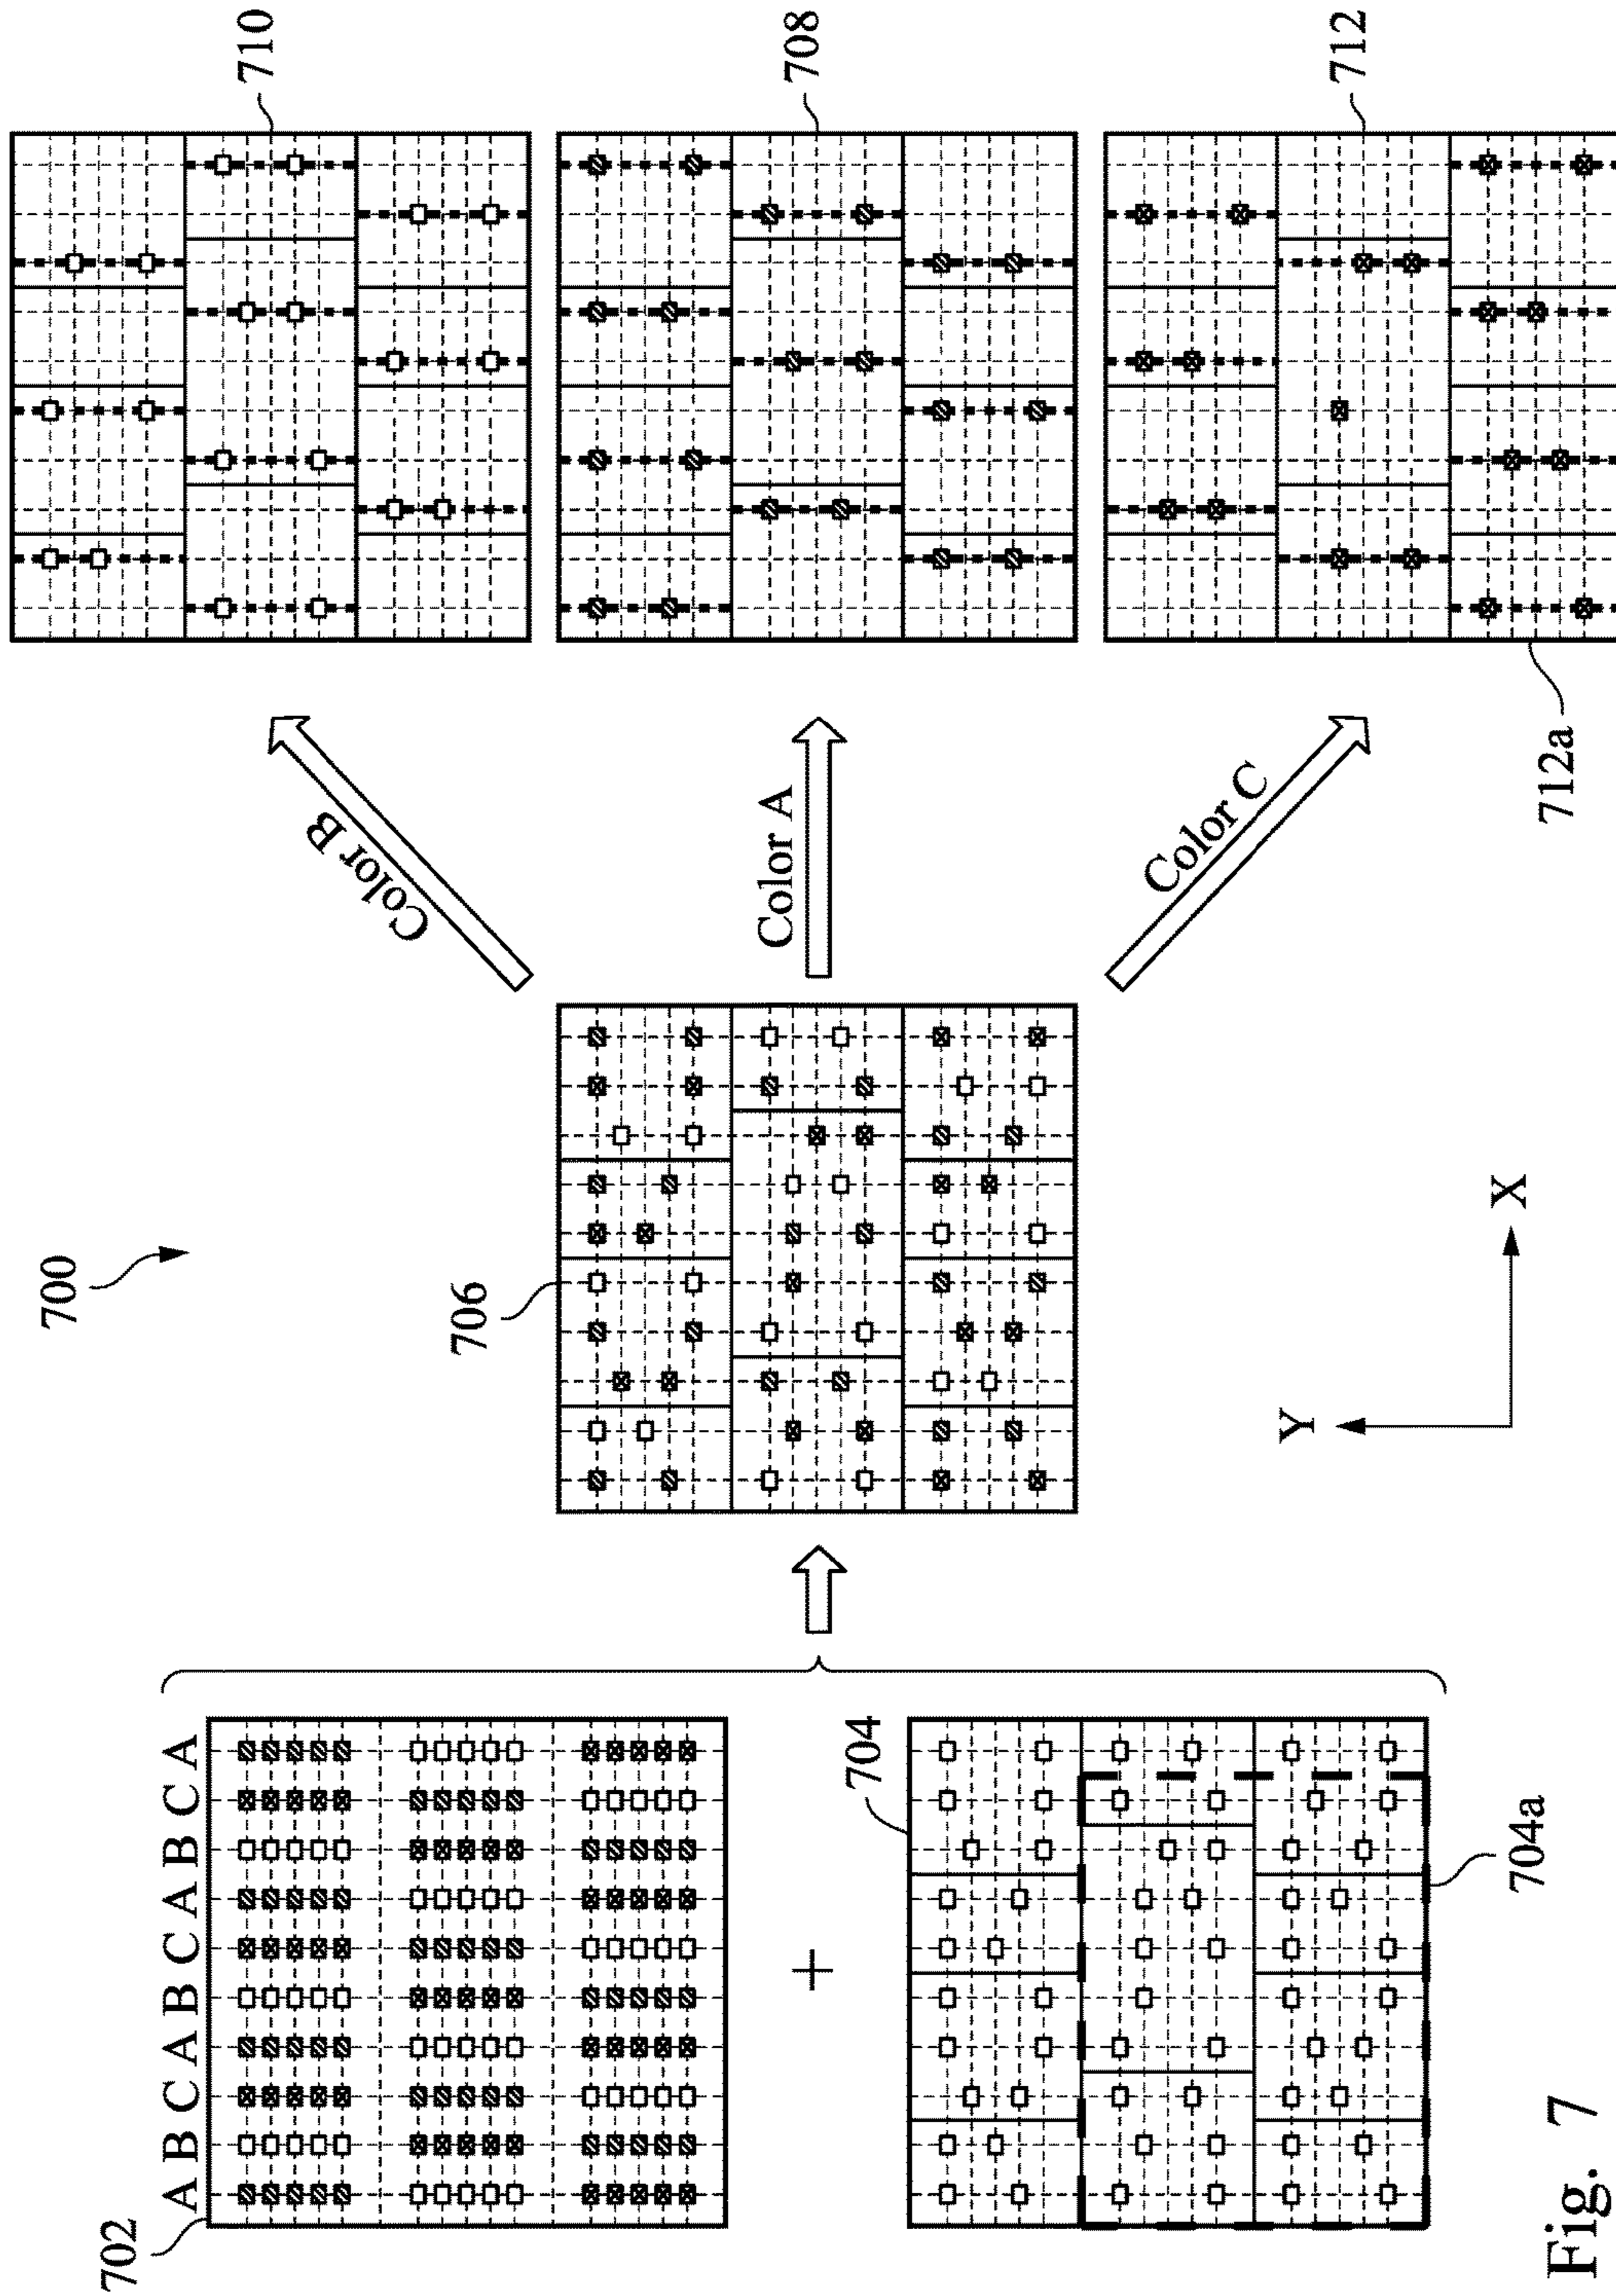 700
702
A B C A B C A B C A
+
704
704a
706
Y
X
Color B
Color A
Color C
710
708
712
712a
Fig. 7